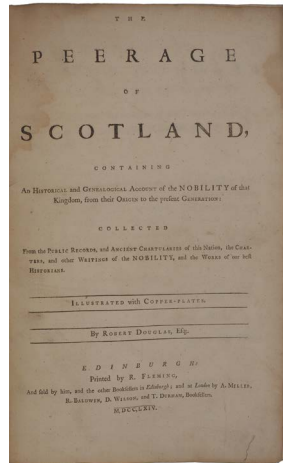 THE
PEERAGE
OF
SCOTLAND,
CONTAINING
An HISTORICAL and GENEALOGICAL ACCOUNT of the NOBILITY of that
Kingdom, from their ORIGIN to the present GENERATION:
COLLECTED
From the PUBLIC RECORDS, and ANCIENT CHARTULARIES of this Nation, the CHAR-
TERS, and other WRITINGS of the NOBILITY, and the WORKS of our best
HISTORIANS.
ILLUSTRATED with COPPER-PLATES.
By ROBERT DOUGLAS, Esq;
EDINBURGH:
Printed by R. FLEMING,
And sold by him, and the other Booksellers in Edinburgh; and at London by A. MILLER,
R. BALDWIN, D. WILSON, and T. DURHAM, Booksellers.
M.DCC.LXIV.